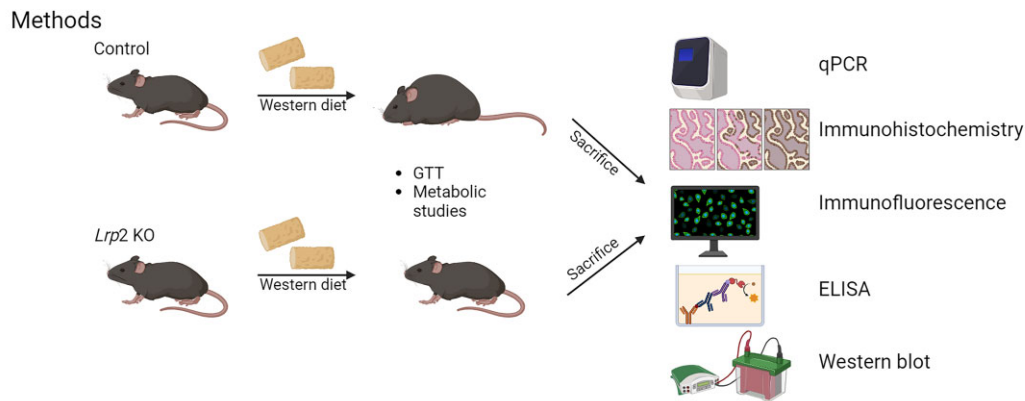 Methods
Control
Western diet
Sacrifice
• GTT
• Metabolic
studies
Lrp2 KO
Western diet
Sacrifice
qPCR
Immunohistochemistry
Immunofluorescence
ELISA
Western blot